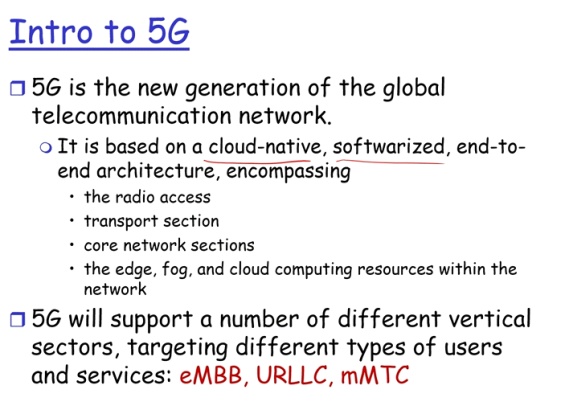 Intro to 5G
5G is the new generation of the global
telecommunication network.
It is based on a cloud-native, softwarized, end-to-
end architecture, encompassing
• the radio access
• transport section
• core network sections
• the edge, fog, and cloud computing resources within the
network
5G will support a number of different vertical
sectors, targeting different types of users
and services: eMBB, URLLC, mMTC